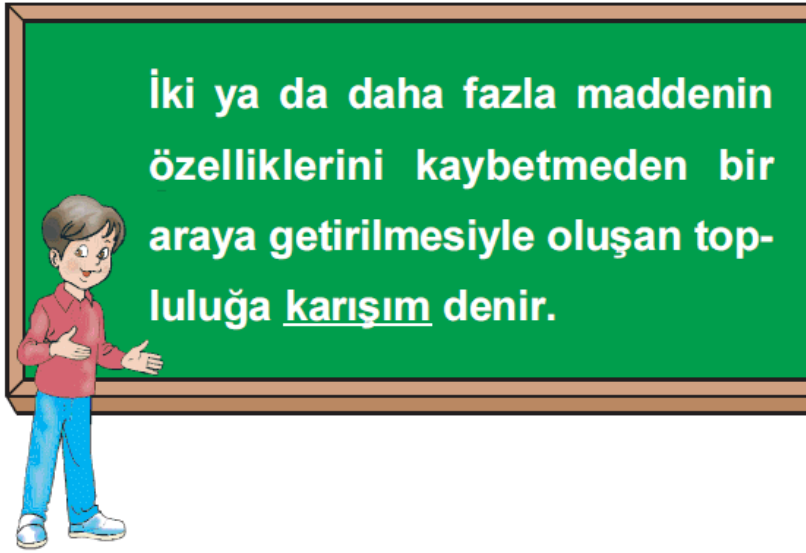 İki ya da daha fazla maddenin
özelliklerini kaybetmeden bir
araya getirilmesiyle oluşan top-
luluğa karışım denir.